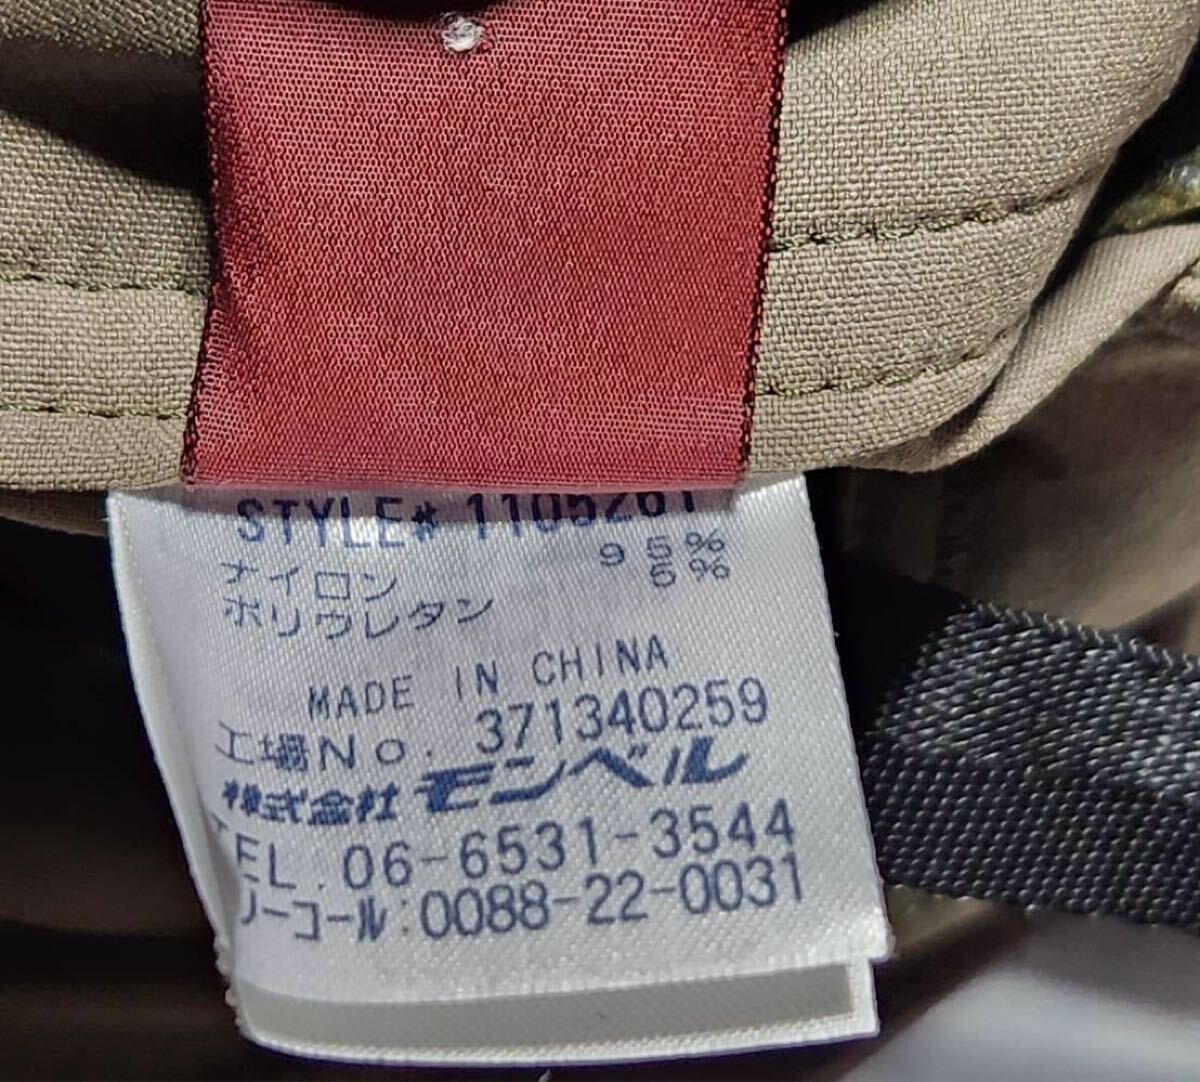 STYLE# 1105261
ナイロン 95%
ポリウレタン 5%
MADE IN CHINA
工場No. 371340259
株式会社 モンベル
TEL. 06-6531-3544
リーコール:0088-22-0031